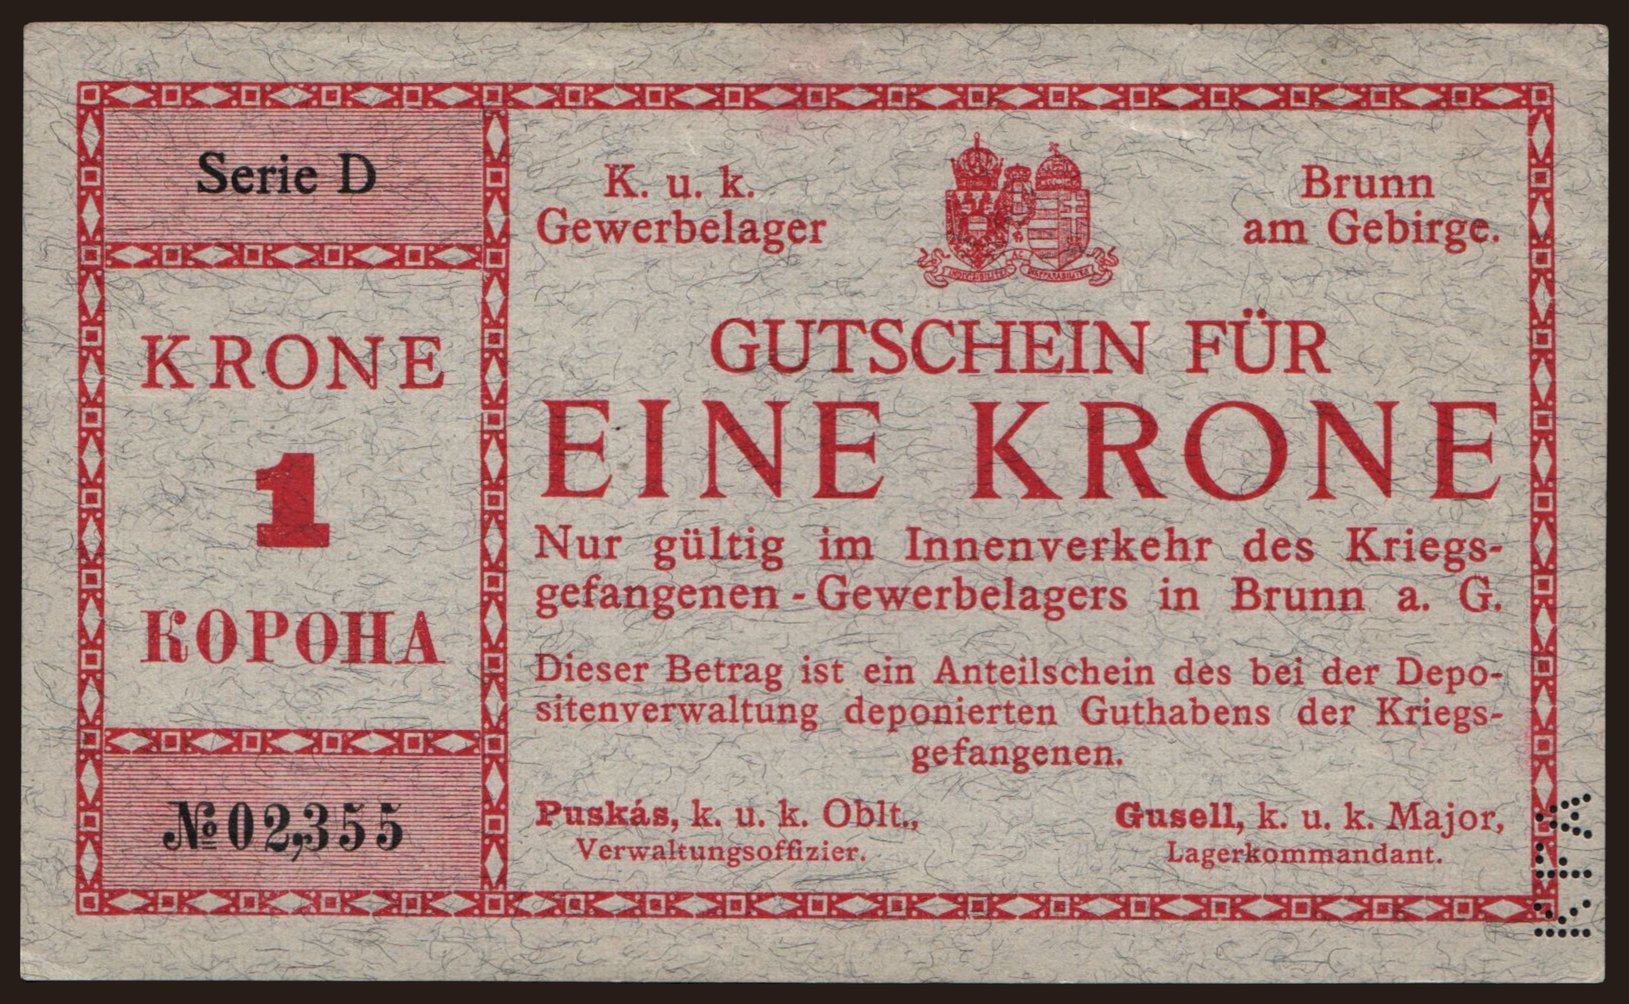 Serie D
KRONE
1
КОРОНА
№ 02,355
K. u. k.
Gewerbelager
Brunn
am Gebirge.
GUTSCHEIN FÜR
EINE KRONE
Nur gültig im Innenverkehr des Kriegs-
gefangenen - Gewerbelagers in Brunn a. G.
Dieser Betrag ist ein Anteilschein des bei der Depo-
sitenverwaltung deponierten Guthabens der Kriegs-
gefangenen.
Puskás, k. u. k. Oblt.,
Verwaltungsoffizier.
Gusell, k. u. k. Major,
Lagerkommandant.